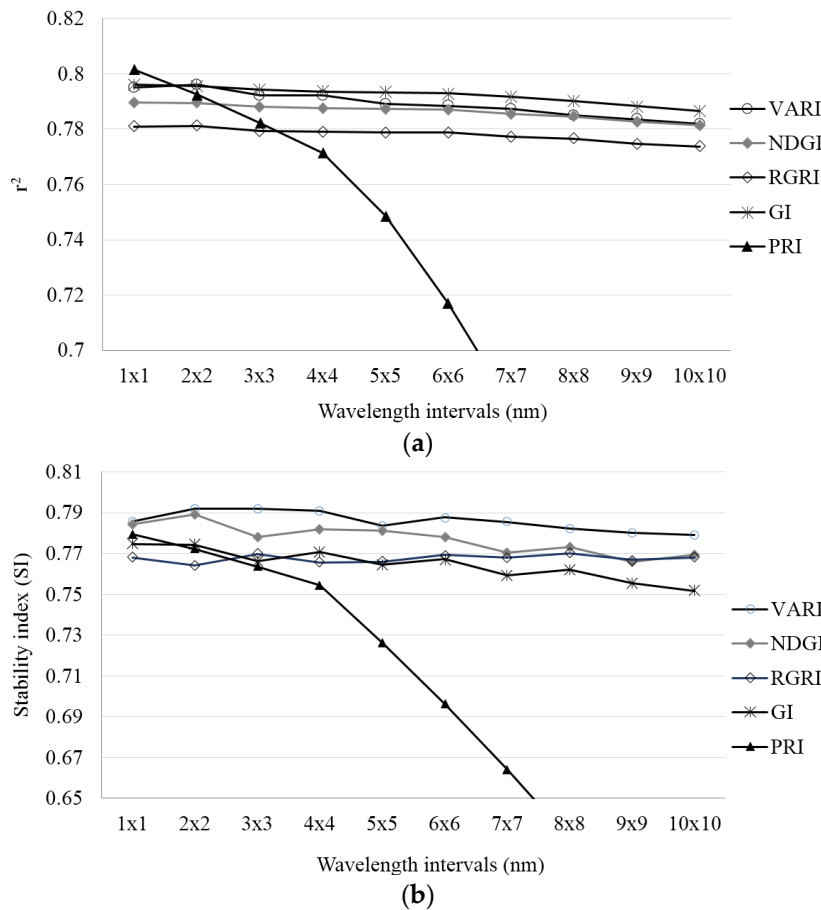 0.82
0.8
0.78
0.76
0.74
0.72
0.7
r²
1x1 2x2 3x3 4x4 5x5 6x6 7x7 8x8 9x9 10x10
Wavelength intervals (nm)
VARI
NDGI
RGRI
GI
PRI
(a)
0.81
0.79
0.77
0.75
0.73
0.71
0.69
0.67
0.65
Stability index (SI)
1x1 2x2 3x3 4x4 5x5 6x6 7x7 8x8 9x9 10x10
Wavelength intervals (nm)
VARI
NDGI
RGRI
GI
PRI
(b)